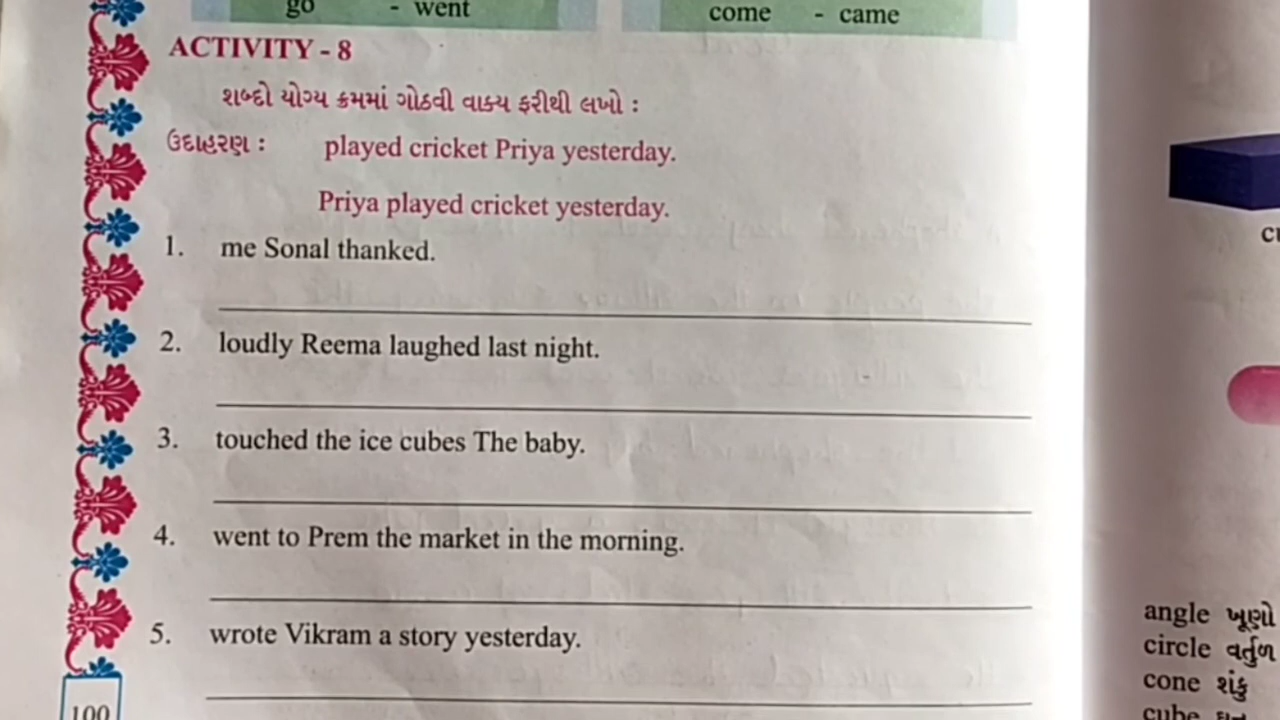 go - went
come - came
ACTIVITY - 8
શબ્દો યોગ્ય ક્રમમાં ગોઠવી વાક્ય ફરીથી લખો :
ઉદાહરણ : played cricket Priya yesterday.
Priya played cricket yesterday.
1. me Sonal thanked.
2. loudly Reema laughed last night.
3. touched the ice cubes The baby.
4. went to Prem the market in the morning.
5. wrote Vikram a story yesterday.
100
angle ખૂણો
circle વર્તુળ
cone શંકુ
cube